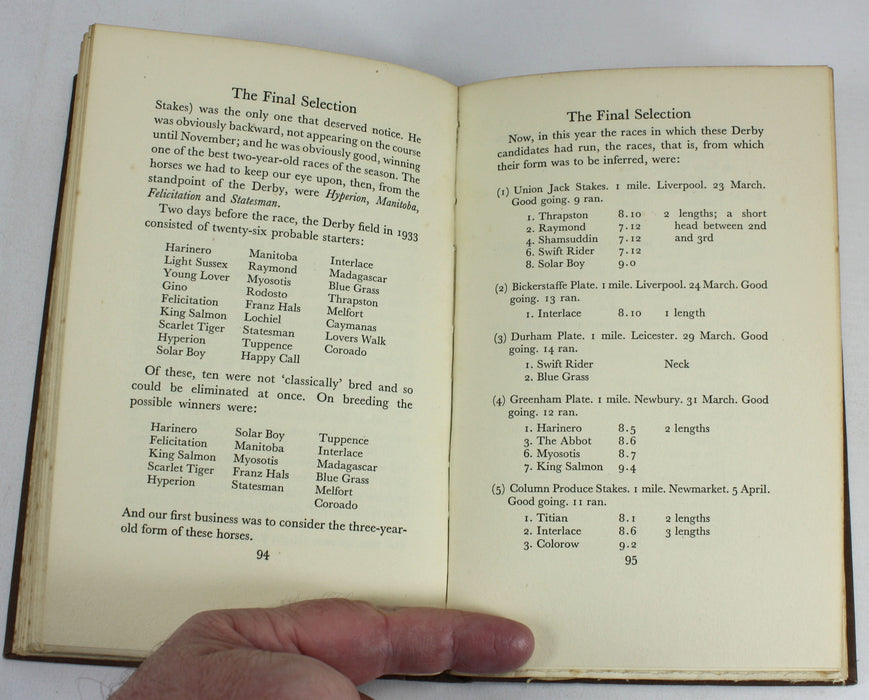 The Final Selection
Stakes) was the only one that deserved notice. He
was obviously backward, not appearing on the course
until November; and he was obviously good, winning
one of the best two-year-old races of the season. The
horses we had to keep our eye upon, then, from the
standpoint of the Derby, were Hyperion, Manitoba,
Felicitation and Statesman.
Two days before the race, the Derby field in 1933
consisted of twenty-six probable starters:
Harinero Manitoba Interlace
Light Sussex Raymond Madagascar
Young Lover Myosotis Blue Grass
Gino Rodosto Thrapston
Felicitation Franz Hals Melfort
King Salmon Lochiel Caymanas
Scarlet Tiger Statesman Lovers Walk
Hyperion Tuppence Coroado
Solar Boy Happy Call
Of these, ten were not 'classically' bred and so
could be eliminated at once. On breeding the
possible winners were:
Harinero Solar Boy Tuppence
Felicitation Manitoba Interlace
King Salmon Myosotis Madagascar
Scarlet Tiger Franz Hals Blue Grass
Hyperion Statesman Melfort
Coroado
And our first business was to consider the three-year-
old form of these horses.
94
The Final Selection
Now, in this year the races in which these Derby
candidates had run, the races, that is, from which
their form was to be inferred, were:
(1) Union Jack Stakes. 1 mile. Liverpool. 23 March.
Good going. 9 ran.
1. Thrapston 8.10 2 lengths; a short
2. Raymond 7.12 head between 2nd
4. Shamsuddin 7.12 and 3rd
6. Swift Rider 7.12
8. Solar Boy 9.0
(2) Bickerstaffe Plate. 1 mile. Liverpool. 24 March. Good
going. 13 ran.
1. Interlace 8.10 1 length
(3) Durham Plate. 1 mile. Leicester. 29 March. Good
going. 14 ran.
1. Swift Rider Neck
2. Blue Grass
(4) Greenham Plate. 1 mile. Newbury. 31 March. Good
going. 12 ran.
1. Harinero 8.5 2 lengths
3. The Abbot 8.6
6. Myosotis 8.7
7. King Salmon 9.4
(5) Column Produce Stakes. 1 mile. Newmarket. 5 April.
Good going. 11 ran.
1. Titian 8.1 2 lengths
2. Interlace 8.6 3 lengths
3. Colorow 9.2
95